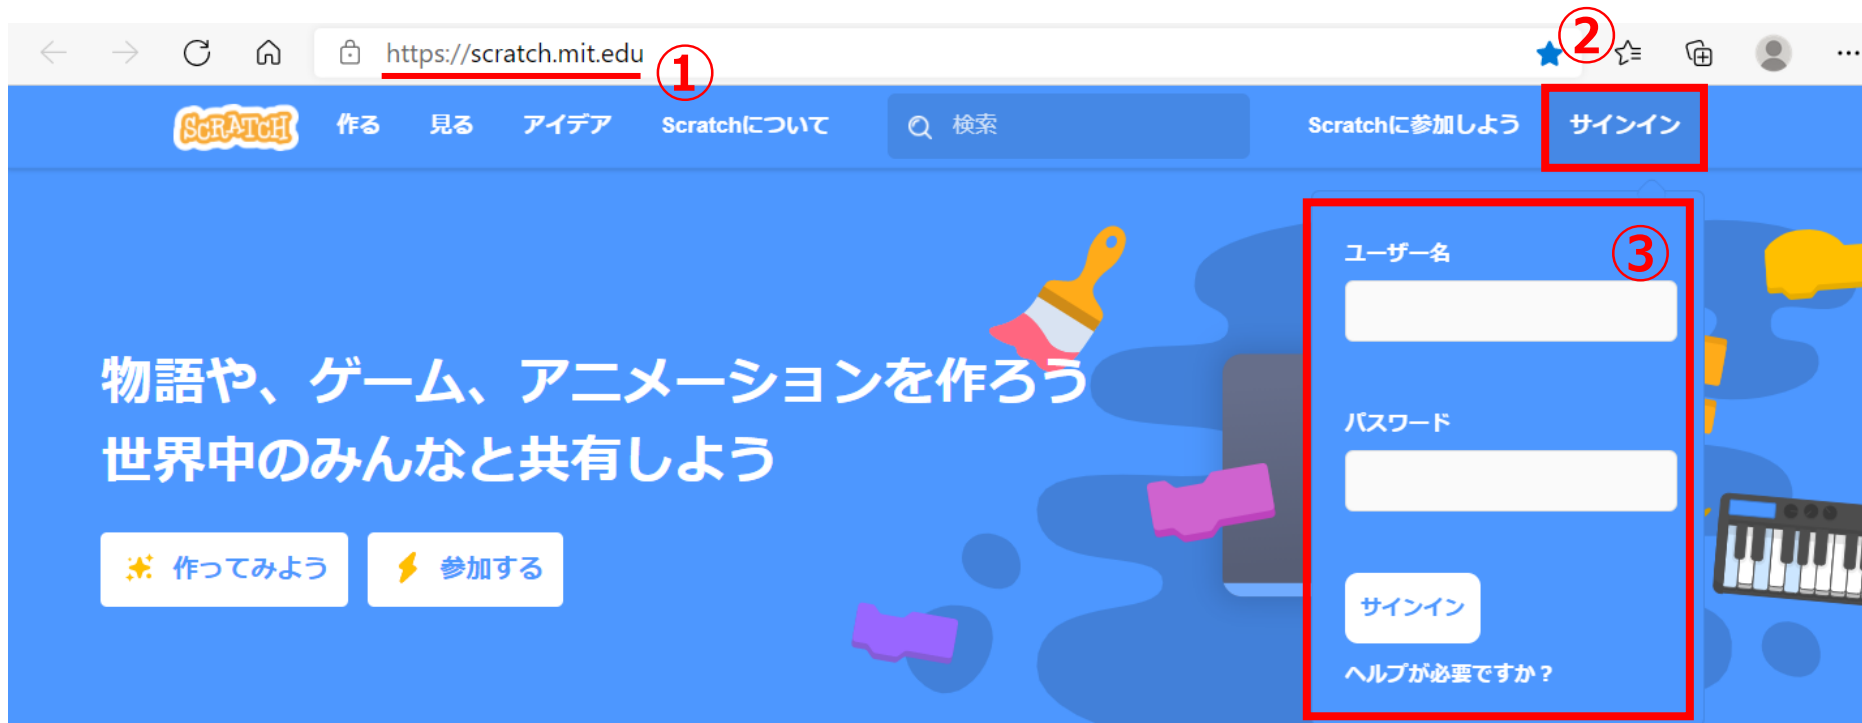 https://scratch.mit.edu
①
②
SCRATCH 作る 見る アイデア Scratchについて 検索 Scratchに参加しよう サインイン
③
ユーザー名
物語や、ゲーム、アニメーションを作ろう
世界中のみんなと共有しよう
パスワード
作ってみよう 参加する
サインイン
ヘルプが必要ですか？